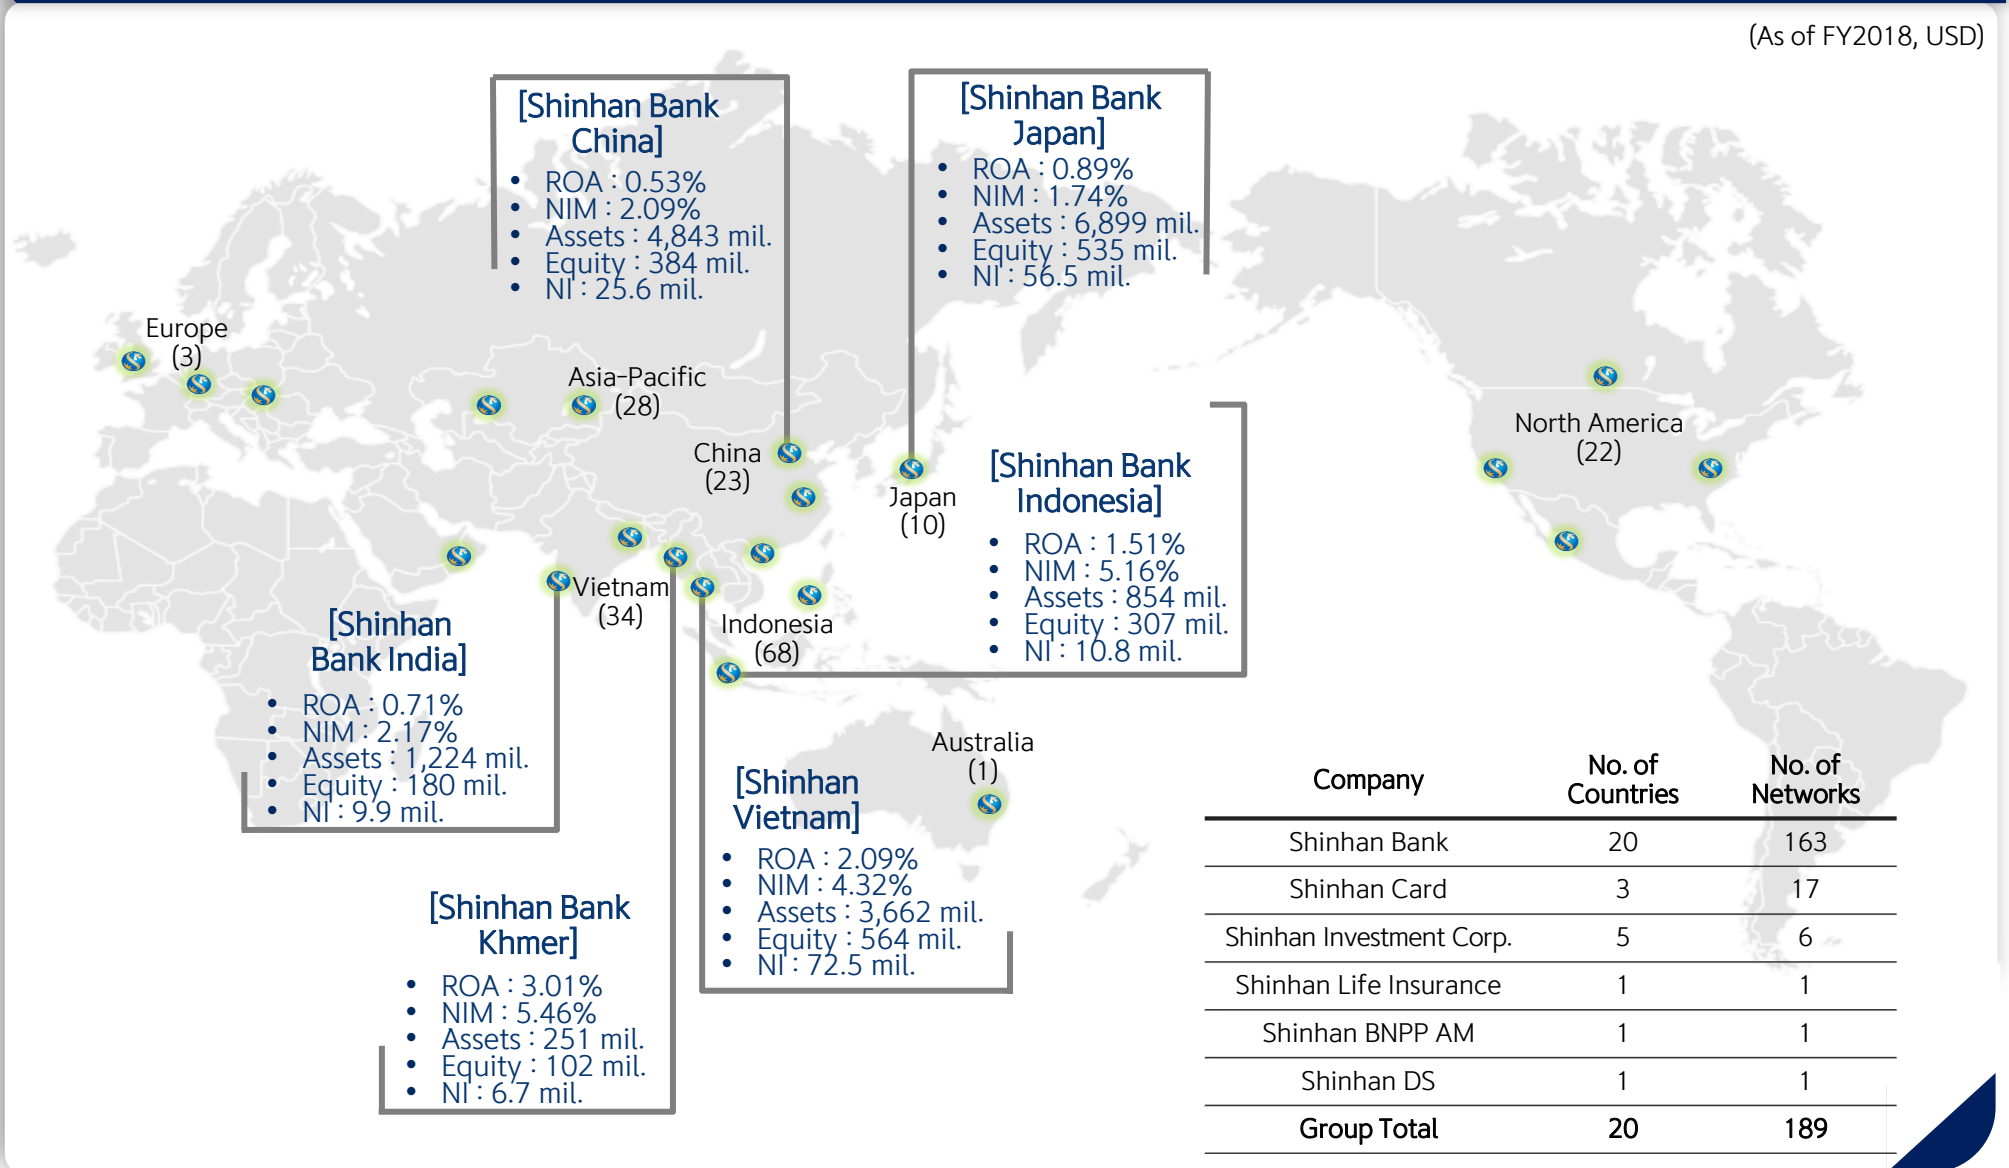 (As of FY2018, USD)
[Shinhan Bank
China]
• ROA : 0.53%
• NIM : 2.09%
• Assets : 4,843 mil.
• Equity : 384 mil.
• NI : 25.6 mil.
[Shinhan Bank
Japan]
• ROA : 0.89%
• NIM : 1.74%
• Assets : 6,899 mil.
• Equity : 535 mil.
• NI : 56.5 mil.
Europe
(3)
Asia-Pacific
(28)
China
(23)
Japan
(10)
North America
(22)
[Shinhan Bank
Indonesia]
• ROA : 1.51%
• NIM : 5.16%
• Assets : 854 mil.
• Equity : 307 mil.
• NI : 10.8 mil.
Vietnam
(34)
Indonesia
(68)
[Shinhan
Bank India]
• ROA : 0.71%
• NIM : 2.17%
• Assets : 1,224 mil.
• Equity : 180 mil.
• NI : 9.9 mil.
Australia
(1)
[Shinhan
Vietnam]
• ROA : 2.09%
• NIM : 4.32%
• Assets : 3,662 mil.
• Equity : 564 mil.
• NI : 72.5 mil.
[Shinhan Bank
Khmer]
• ROA : 3.01%
• NIM : 5.46%
• Assets : 251 mil.
• Equity : 102 mil.
• NI : 6.7 mil.
Company No. of Countries No. of Networks
Shinhan Bank 20 163
Shinhan Card 3 17
Shinhan Investment Corp. 5 6
Shinhan Life Insurance 1 1
Shinhan BNPP AM 1 1
Shinhan DS 1 1
Group Total 20 189